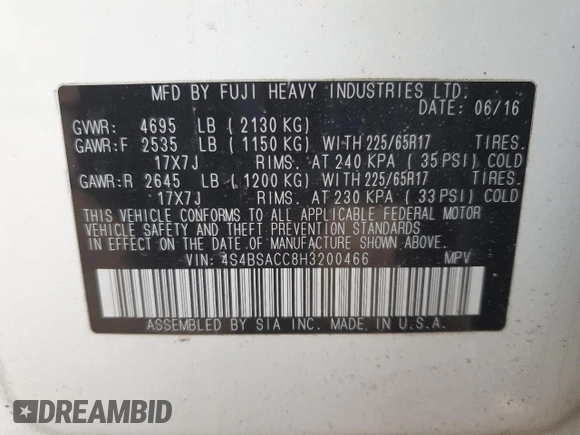 MFD BY FUJI HEAVY INDUSTRIES LTD.
DATE: 06/16
GVWR: 4695 LB ( 2130 KG)
GAWR:F 2535 LB ( 1150 KG) WITH 225/65R17 TIRES.
17X7J RIMS. AT 240 KPA ( 35 PSI) COLD
GAWR:R 2645 LB ( 1200 KG) WITH 225/65R17 TIRES.
17X7J RIMS. AT 230 KPA ( 33 PSI) COLD
THIS VEHICLE CONFORMS TO ALL APPLICABLE FEDERAL MOTOR
VEHICLE SAFETY AND THEFT PREVENTION STANDARDS
IN EFFECT ON THE DATE OF MANUFACTURE SHOWN ABOVE.
VIN: 4S4BSACC8H3200466 MPV
ASSEMBLED BY SIA INC. MADE IN U.S.A.
DREAMBID